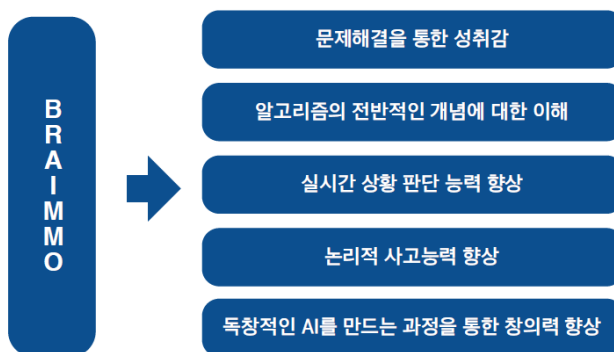 BRAIMMO
문제해결을 통한 성취감
알고리즘의 전반적인 개념에 대한 이해
실시간 상황 판단 능력 향상
논리적 사고능력 향상
독창적인 AI를 만드는 과정을 통한 창의력 향상